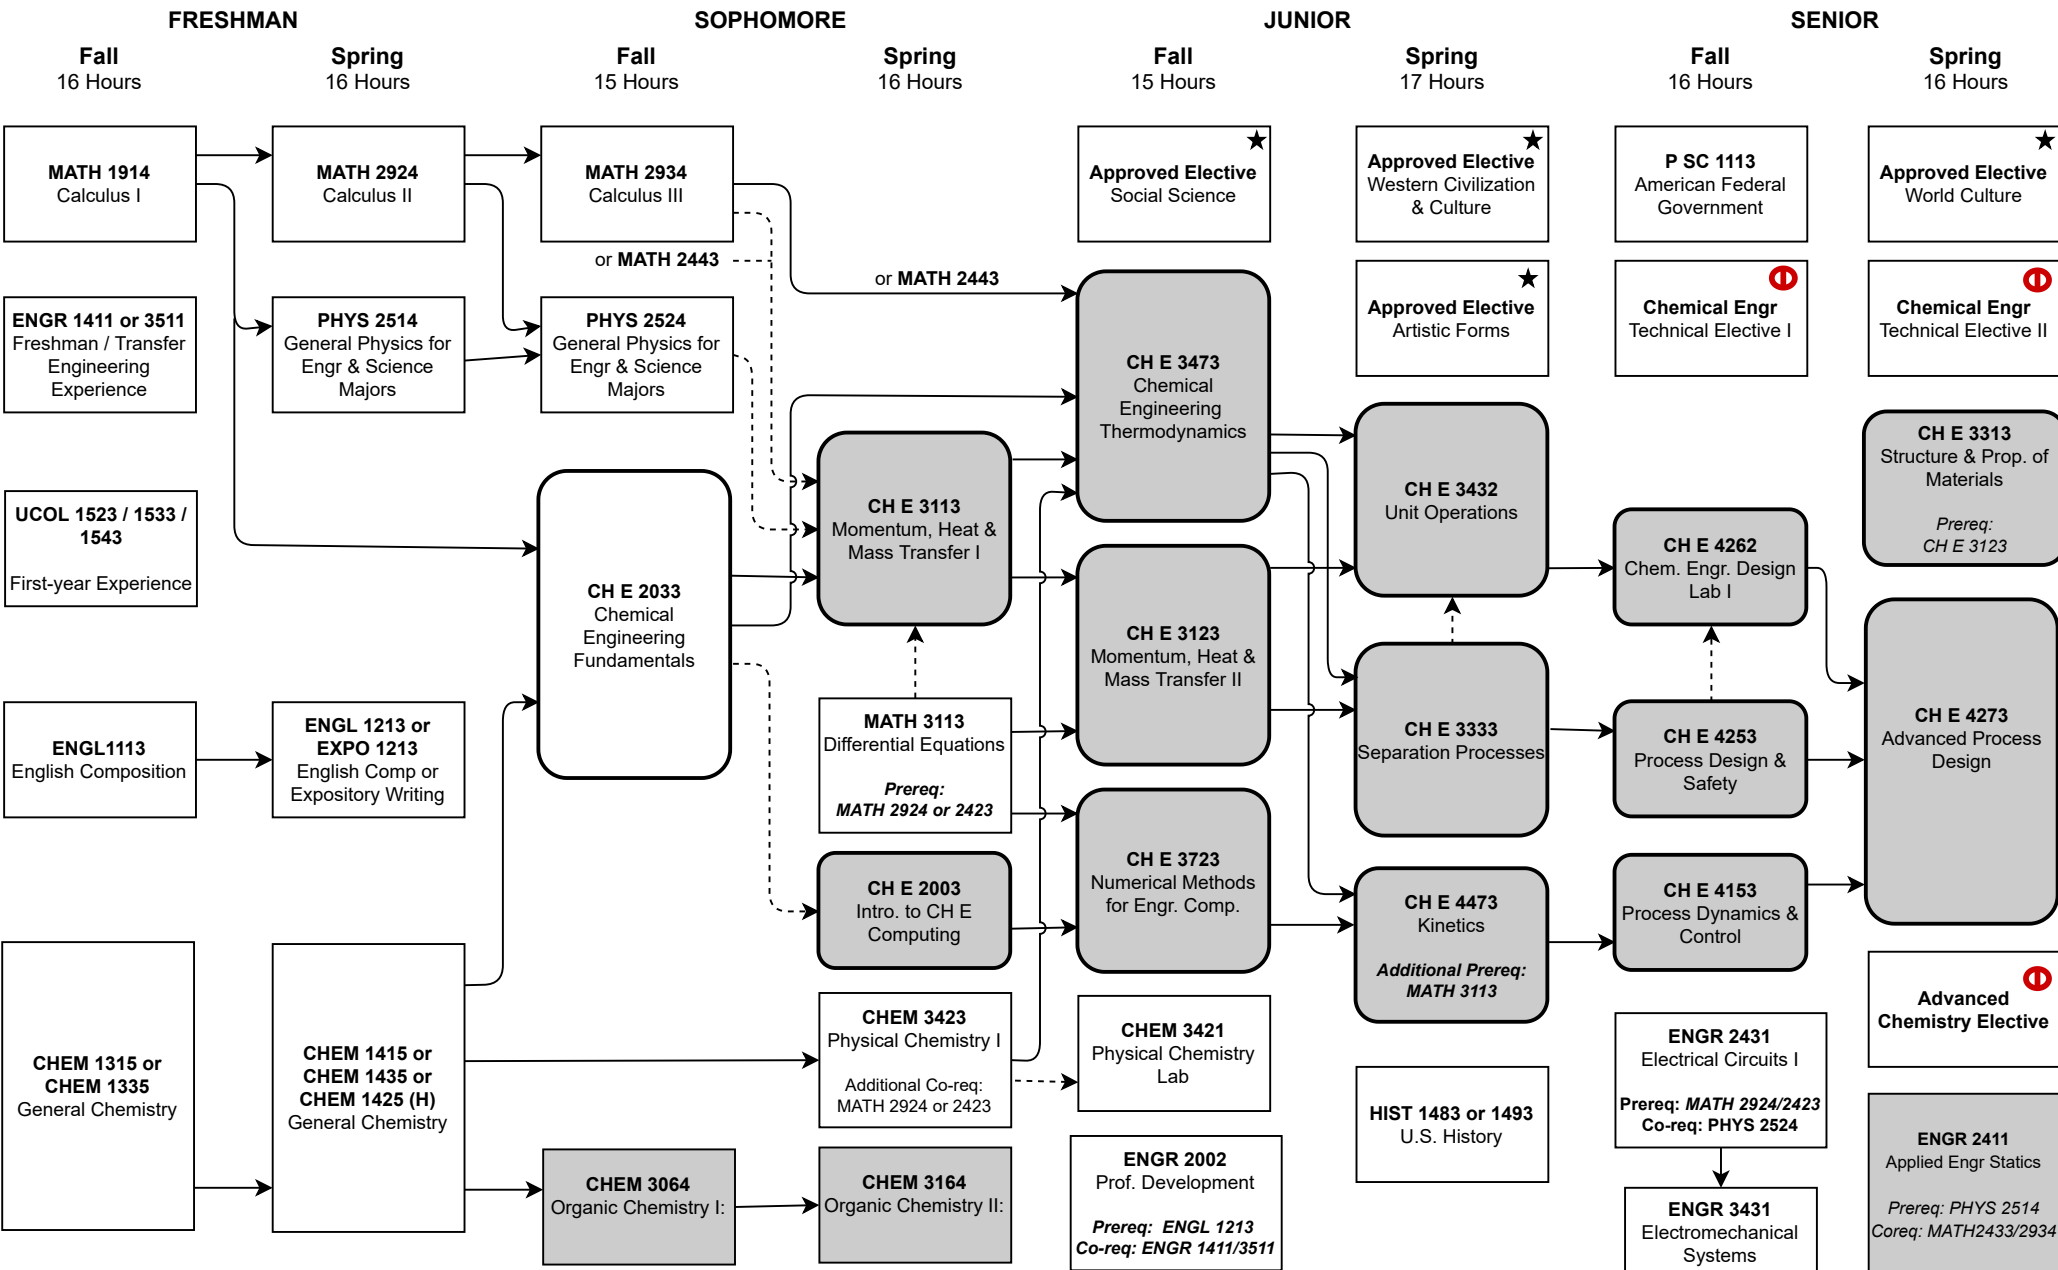 FRESHMAN
SOPHOMORE
JUNIOR
SENIOR
Fall
16 Hours
Spring
16 Hours
Fall
15 Hours
Spring
16 Hours
Fall
15 Hours
Spring
17 Hours
Fall
16 Hours
Spring
16 Hours
MATH 1914
Calculus I
ENGR 1411 or 3511
Freshman / Transfer
Engineering
Experience
UCOL 1523 / 1533 /
1543
First-year Experience
ENGL1113
English Composition
CHEM 1315 or
CHEM 1335
General Chemistry
MATH 2924
Calculus II
PHYS 2514
General Physics for
Engr & Science
Majors
ENGL 1213 or
EXPO 1213
English Comp or
Expository Writing
CHEM 1415 or
CHEM 1435 or
CHEM 1425 (H)
General Chemistry
MATH 2934
Calculus III
or MATH 2443
PHYS 2524
General Physics for
Engr & Science
Majors
CH E 2033
Chemical
Engineering
Fundamentals
CHEM 3064
Organic Chemistry I:
or MATH 2443
CH E 3113
Momentum, Heat &
Mass Transfer I
MATH 3113
Differential Equations
Prereq:
MATH 2924 or 2423
CH E 2003
Intro. to CH E
Computing
CHEM 3423
Physical Chemistry I
Additional Co-req:
MATH 2924 or 2423
CHEM 3164
Organic Chemistry II:
Approved Elective
Social Science
CH E 3473
Chemical
Engineering
Thermodynamics
CH E 3123
Momentum, Heat &
Mass Transfer II
CH E 3723
Numerical Methods
for Engr. Comp.
CHEM 3421
Physical Chemistry
Lab
ENGR 2002
Prof. Development
Prereq: ENGL 1213
Co-req: ENGR 1411/3511
Approved Elective
Western Civilization
& Culture
Approved Elective
Artistic Forms
CH E 3432
Unit Operations
CH E 3333
Separation Processes
CH E 4473
Kinetics
Additional Prereq:
MATH 3113
HIST 1483 or 1493
U.S. History
P SC 1113
American Federal
Government
Chemical Engr
Technical Elective I
CH E 4262
Chem. Engr. Design
Lab I
CH E 4253
Process Design &
Safety
CH E 4153
Process Dynamics &
Control
ENGR 2431
Electrical Circuits I
Prereq: MATH 2924/2423
Co-req: PHYS 2524
ENGR 3431
Electromechanical
Systems
Approved Elective
World Culture
Chemical Engr
Technical Elective II
CH E 3313
Structure & Prop. of
Materials
Prereq:
CH E 3123
CH E 4273
Advanced Process
Design
Advanced
Chemistry Elective
ENGR 2411
Applied Engr Statics
Prereq: PHYS 2514
Coreq: MATH2433/2934